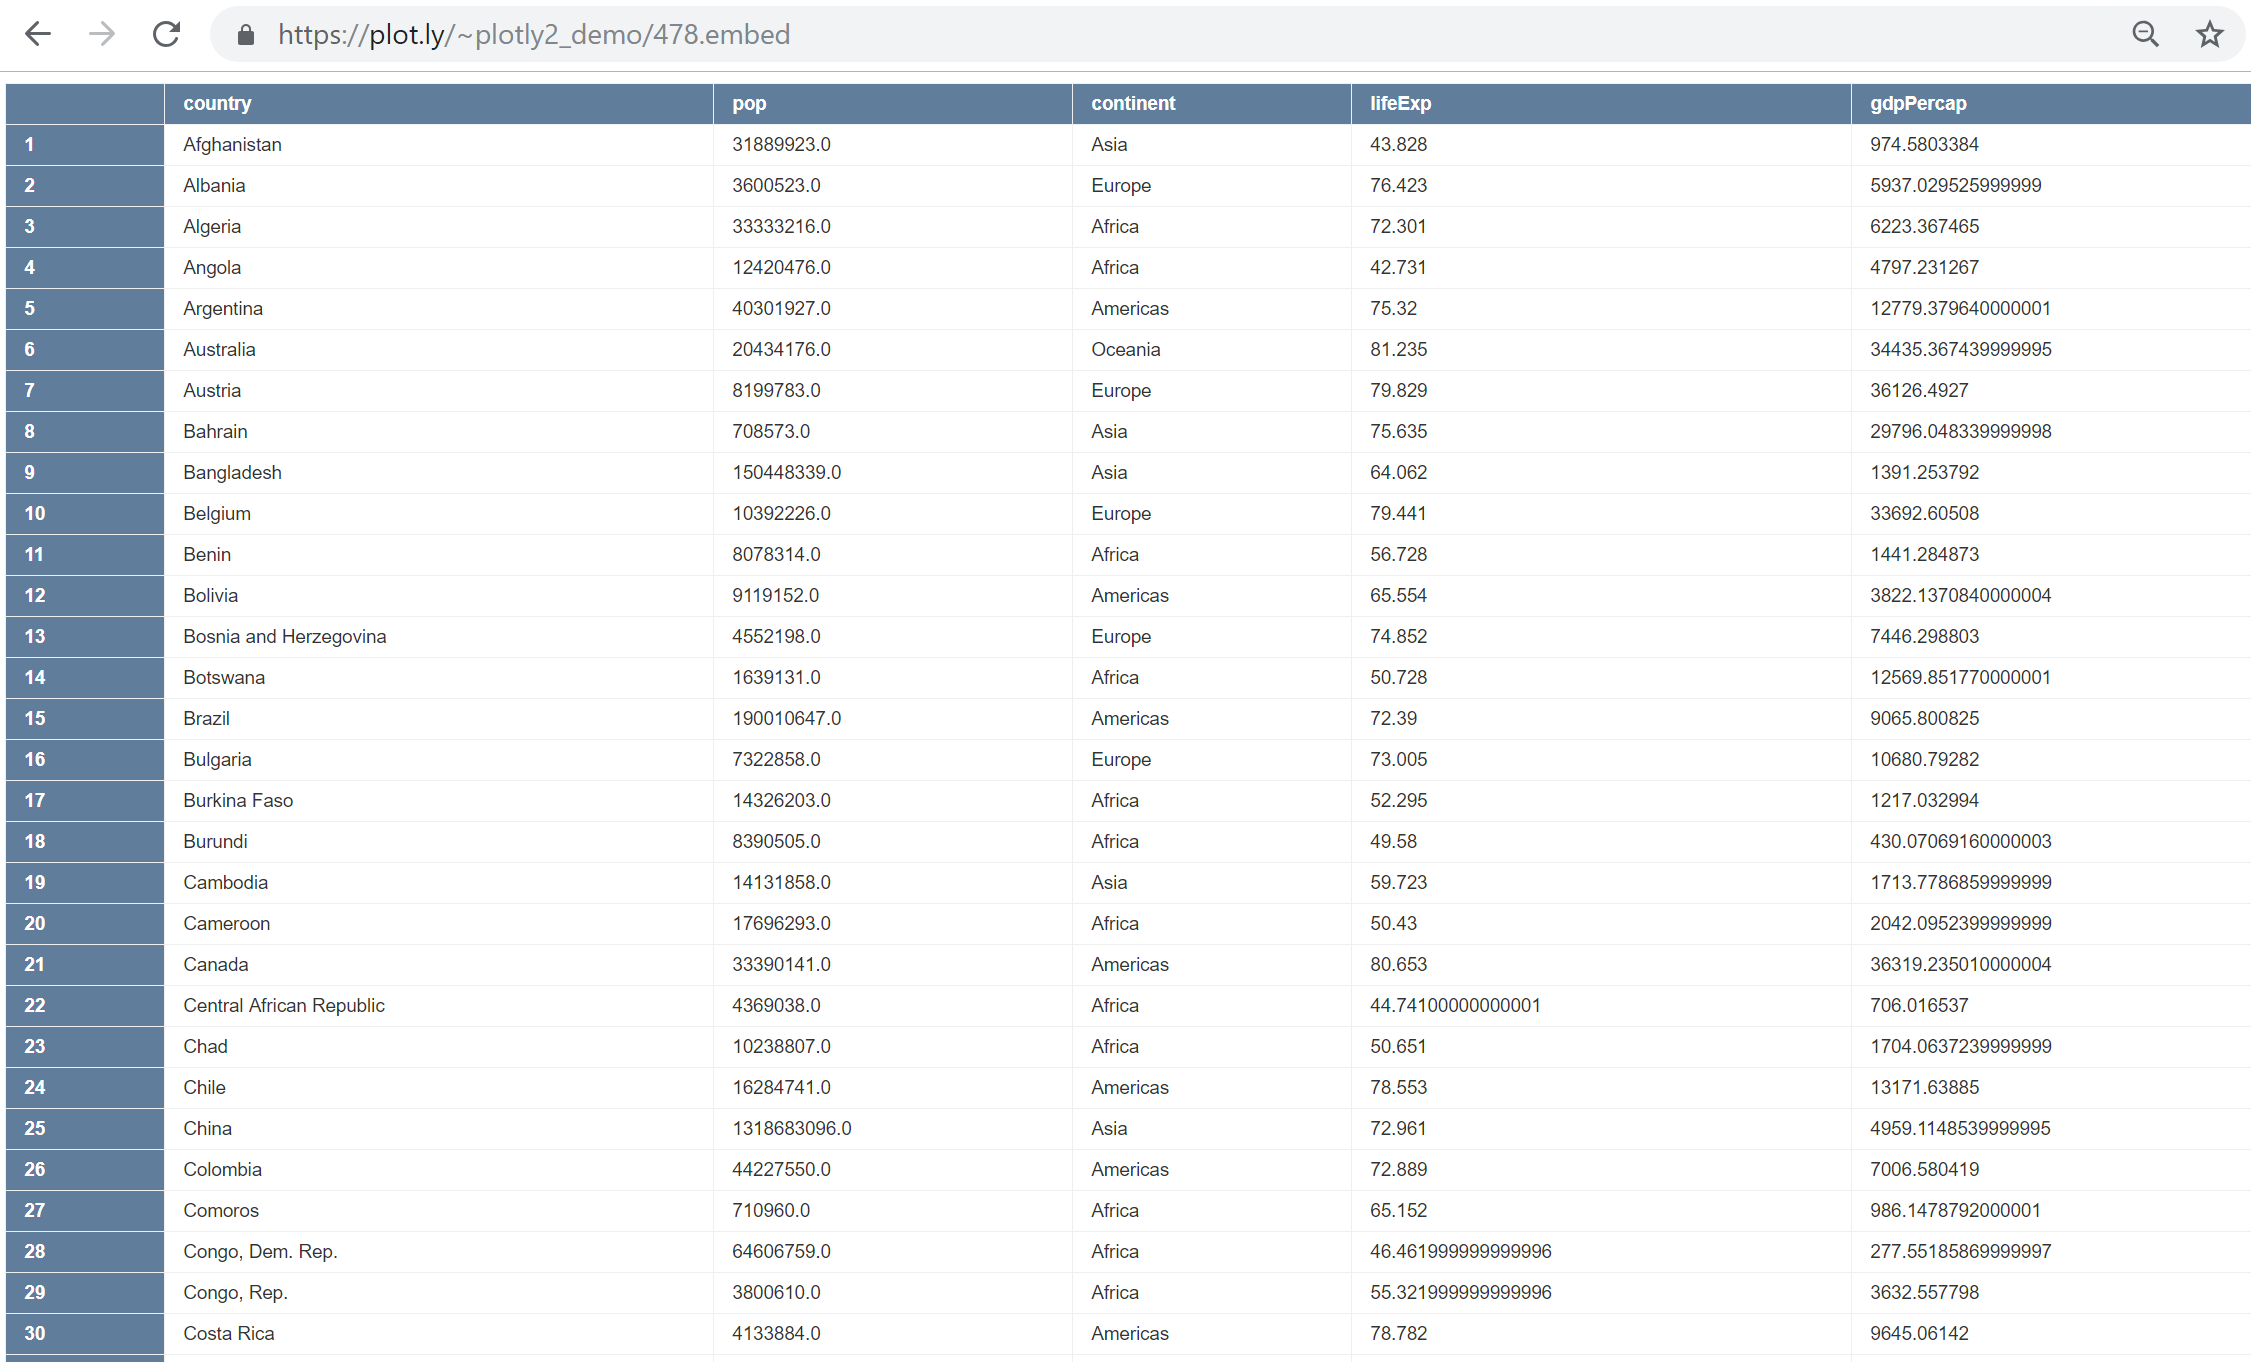 https://plot.ly/~plotly2_demo/478.embed
country pop continent lifeExp gdpPercap
1 Afghanistan 31889923.0 Asia 43.828 974.5803384
2 Albania 3600523.0 Europe 76.423 5937.029525999999
3 Algeria 33333216.0 Africa 72.301 6223.367465
4 Angola 12420476.0 Africa 42.731 4797.231267
5 Argentina 40301927.0 Americas 75.32 12779.379640000001
6 Australia 20434176.0 Oceania 81.235 34435.367439999995
7 Austria 8199783.0 Europe 79.829 36126.4927
8 Bahrain 708573.0 Asia 75.635 29796.048339999998
9 Bangladesh 150448339.0 Asia 64.062 1391.253792
10 Belgium 10392226.0 Europe 79.441 33692.60508
11 Benin 8078314.0 Africa 56.728 1441.284873
12 Bolivia 9119152.0 Americas 65.554 3822.1370840000004
13 Bosnia and Herzegovina 4552198.0 Europe 74.852 7446.298803
14 Botswana 1639131.0 Africa 50.728 12569.851770000001
15 Brazil 190010647.0 Americas 72.39 9065.800825
16 Bulgaria 7322858.0 Europe 73.005 10680.79282
17 Burkina Faso 14326203.0 Africa 52.295 1217.032994
18 Burundi 8390505.0 Africa 49.58 430.07069160000003
19 Cambodia 14131858.0 Asia 59.723 1713.7786859999999
20 Cameroon 17696293.0 Africa 50.43 2042.0952399999999
21 Canada 33390141.0 Americas 80.653 36319.235010000004
22 Central African Republic 4369038.0 Africa 44.74100000000001 706.016537
23 Chad 10238807.0 Africa 50.651 1704.0637239999999
24 Chile 16284741.0 Americas 78.553 13171.63885
25 China 1318683096.0 Asia 72.961 4959.1148539999995
26 Colombia 44227550.0 Americas 72.889 7006.580419
27 Comoros 710960.0 Africa 65.152 986.1478792000001
28 Congo, Dem. Rep. 64606759.0 Africa 46.461999999999996 277.55185869999997
29 Congo, Rep. 3800610.0 Africa 55.321999999999996 3632.557798
30 Costa Rica 4133884.0 Americas 78.782 9645.06142